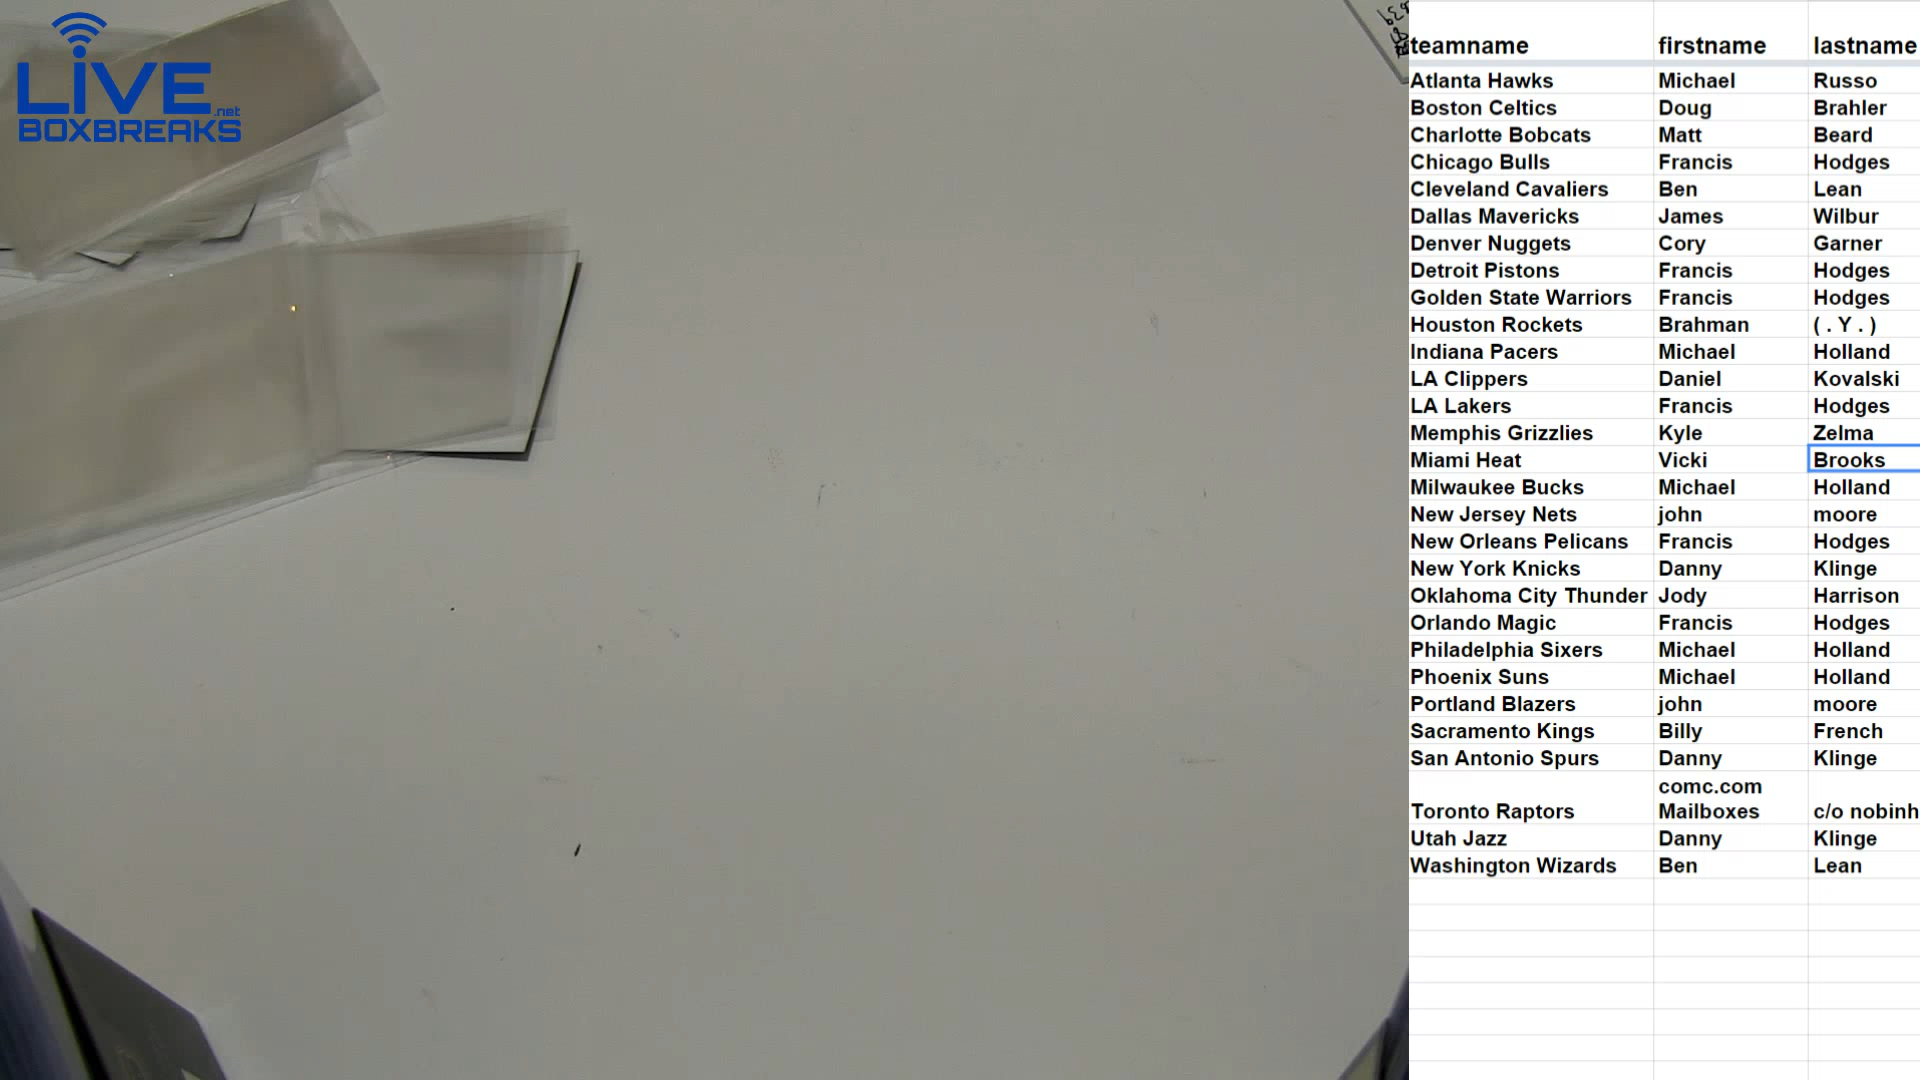 LiVE.net
BOXBREAKS
teamname firstname lastname
Atlanta Hawks Michael Russo
Boston Celtics Doug Brahler
Charlotte Bobcats Matt Beard
Chicago Bulls Francis Hodges
Cleveland Cavaliers Ben Lean
Dallas Mavericks James Wilbur
Denver Nuggets Cory Garner
Detroit Pistons Francis Hodges
Golden State Warriors Francis Hodges
Houston Rockets Brahman ( . Y . )
Indiana Pacers Michael Holland
LA Clippers Daniel Kovalski
LA Lakers Francis Hodges
Memphis Grizzlies Kyle Zelma
Miami Heat Vicki Brooks
Milwaukee Bucks Michael Holland
New Jersey Nets john moore
New Orleans Pelicans Francis Hodges
New York Knicks Danny Klinge
Oklahoma City Thunder Jody Harrison
Orlando Magic Francis Hodges
Philadelphia Sixers Michael Holland
Phoenix Suns Michael Holland
Portland Blazers john moore
Sacramento Kings Billy French
San Antonio Spurs Danny Klinge
comc.com
Toronto Raptors Mailboxes c/o nobinh
Utah Jazz Danny Klinge
Washington Wizards Ben Lean